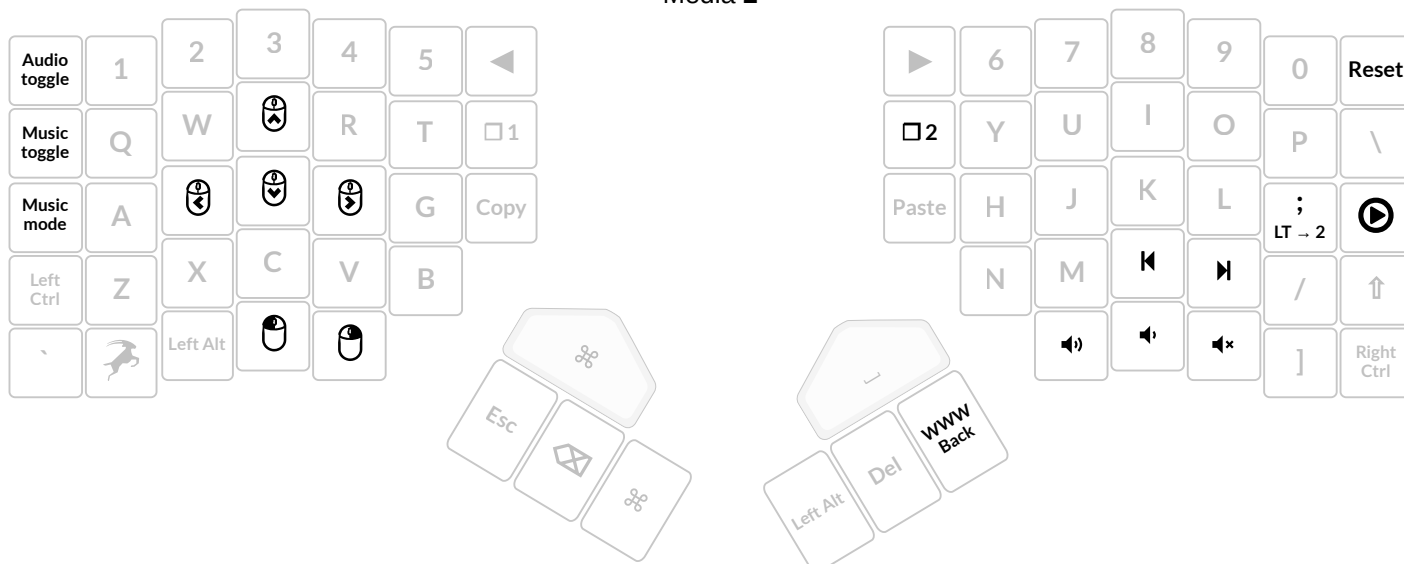 Media 2
Audio
toggle
1
2
3
4
5
◀
▶
6
7
8
9
0
Reset
Music
toggle
Q
W
R
T
❐ 1
❐ 2
Y
U
I
O
P
\
Music
mode
A
G
Copy
Paste
H
J
K
L
;
LT → 2
Left
Ctrl
Z
X
C
V
B
N
M
/
⇧
`
Left Alt
]
Right
Ctrl
⌘
Esc
⌘
WWW
Back
Del
Left Alt